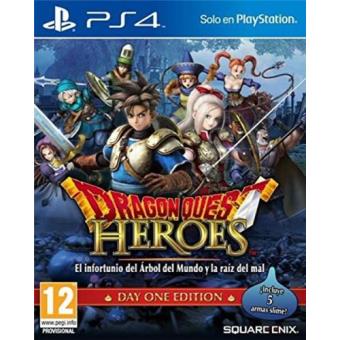 PS4
Solo en PlayStation®
DRAGON QUEST
HEROES
El infortunio del Árbol del Mundo y la raíz del mal
DAY ONE EDITION
12
www.pegi.info
PROVISIONAL
¡Incluye
5
armas slime!
SQUARE ENIX